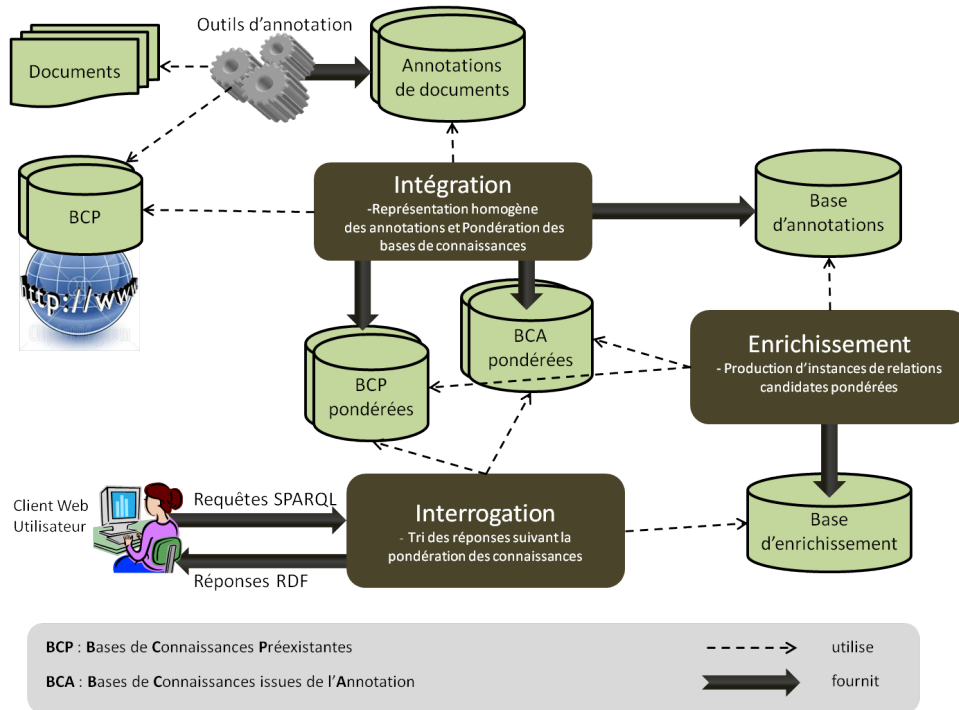 Outils d'annotation
Documents
Annotations
de documents
BCP
http://www
Intégration
-Représentation homogène
des annotations et Pondération des
bases de connaissances
Base
d'annotations
BCA
pondérées
BCP
pondérées
Enrichissement
- Production d'instances de relations
candidates pondérées
Client Web
Utilisateur
Requêtes SPARQL
Réponses RDF
Interrogation
- Tri des réponses suivant la
pondération des connaissances
Base
d'enrichissement
BCP : Bases de Connaissances Préexistantes
utilise
BCA : Bases de Connaissances issues de l'Annotation
fournit